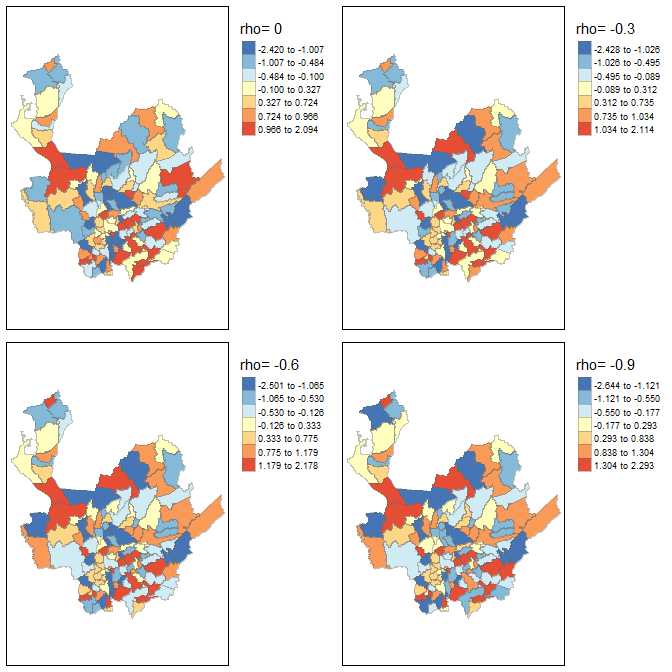 rho= 0
-2.420 to -1.007
-1.007 to -0.484
-0.484 to -0.100
-0.100 to 0.327
0.327 to 0.724
0.724 to 0.966
0.966 to 2.094
rho= -0.3
-2.428 to -1.026
-1.026 to -0.495
-0.495 to -0.089
-0.089 to 0.312
0.312 to 0.735
0.735 to 1.034
1.034 to 2.114
rho= -0.6
-2.501 to -1.065
-1.065 to -0.530
-0.530 to -0.126
-0.126 to 0.333
0.333 to 0.775
0.775 to 1.179
1.179 to 2.178
rho= -0.9
-2.644 to -1.121
-1.121 to -0.550
-0.550 to -0.177
-0.177 to 0.293
0.293 to 0.838
0.838 to 1.304
1.304 to 2.293